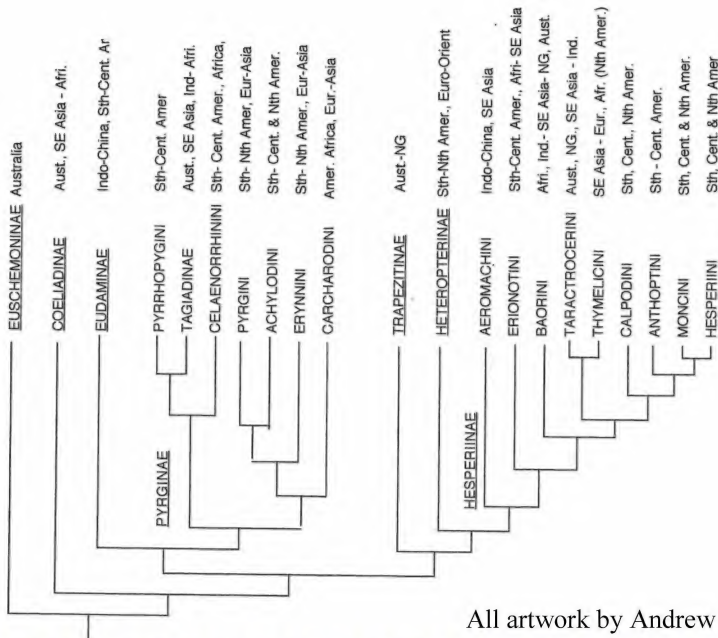 EUSCHEMONINAE Australia
COELIADINAE Aust., SE Asia - Afri.
EUDAMINAE Indo-China, Sth-Cent. Ar
PYRGINAE
PYRRHOPYGINI Sth-Cent. Amer
TAGIADINAE Aust., SE Asia, Ind- Afri.
CELAENORRHININI Sth- Cent. Amer., Africa,
PYRGINI Sth- Nth Amer, Eur-Asia
ACHYLODINI Sth- Cent. & Nth Amer.
ERYNNINI Sth- Nth Amer., Eur-Asia
CARCHARODINI Amer. Africa, Eur.-Asia
TRAPEZITINAE Aust.-NG
HETEROPTERINAE Sth-Nth Amer., Euro-Orient
HESPERIINAE
AEROMACHINI Indo-China, SE Asia
ERIONOTINI Sth-Cent. Amer., Afri- SE Asia
BAORINI Afri., Ind.- SE Asia- NG, Aust.
TARACTROCERINI Aust., NG., SE Asia - Ind.
THYMELICINI SE Asia - Eur., Afr, (Nth Amer.)
CALPODINI Sth, Cent., Nth Amer.
ANTHOPTINI Sth - Cent. Amer.
MONCINI Sth, Cent. & Nth Amer.
HESPERIINI Sth, Cent. & Nth Amer.
All artwork by Andrew